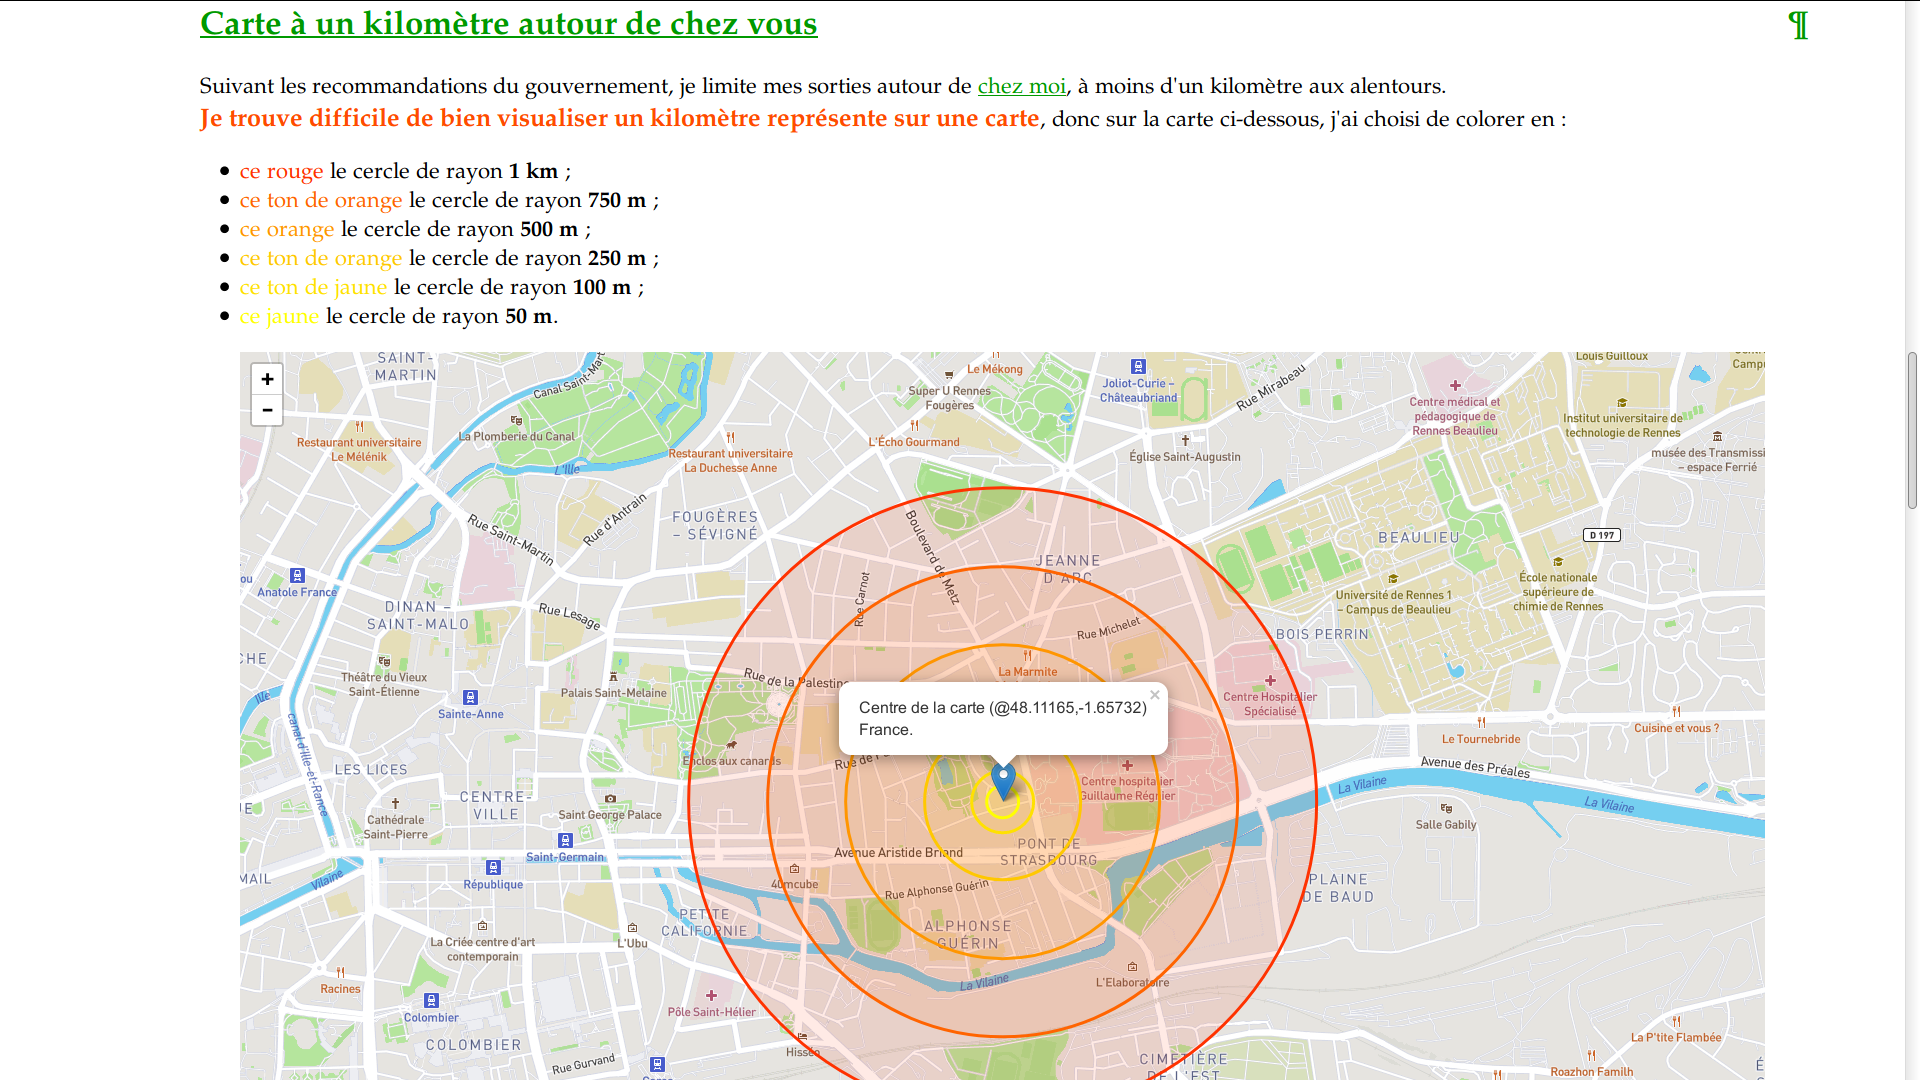 Carte à un kilomètre autour de chez vous
¶
Suivant les recommandations du gouvernement, je limite mes sorties autour de chez moi, à moins d'un kilomètre aux alentours.
Je trouve difficile de bien visualiser un kilomètre représente sur une carte, donc sur la carte ci-dessous, j'ai choisi de colorer en :
• ce rouge le cercle de rayon 1 km ;
• ce ton de orange le cercle de rayon 750 m ;
• ce orange le cercle de rayon 500 m ;
• ce ton de orange le cercle de rayon 250 m ;
• ce ton de jaune le cercle de rayon 100 m ;
• ce jaune le cercle de rayon 50 m.
+
-
SAINT-
MARTIN
Canal Saint-Mart
La Plomberie du Canal
Restaurant universitaire
Le Mélénik
L'Ille
Restaurant universitaire
La Duchesse Anne
Le Mékong
Super U Rennes
Fougères
L'Écho Gourmand
Joliot-Curie –
Châteaubriand
Rue Mirabeau
Église Saint-Augustin
Centre médical et
pédagogique de
Rennes Beaulieu
Louis Guilloux
Campu
Institut universitaire de
technologie de Rennes
musée des Transmissi
– espace Ferrié
Rue Saint-Martin
Rue d'Antrain
FOUGÈRES
– SÉVIGNÉ
Boulevard de Metz
JEANNE
D'ARC
BEAULIEU
D 197
École nationale
supérieure de
chimie de Rennes
Université de Rennes 1
– Campus de Beaulieu
ou
Anatole France
DINAN –
SAINT-MALO
Rue Lesage
Rue Carnot
Rue Michelet
BOIS PERRIN
CHE
Ille
Théâtre du Vieux
Saint-Étienne
Sainte-Anne
Palais Saint-Melaine
Rue de la Palestine
La Marmite
Centre Hospitalier
Spécialisé
Centre de la carte (@48.11165,-1.65732)
France.
×
Le Tournebride
Cuisine et vous ?
canal d'Ille-et-Rance
LES LICES
Enclos aux canards
Rue de
Centre hospitalier
Guillaume Régnier
Avenue des Préales
La Vilaine
La Vilaine
Salle Gabily
CENTRE-
VILLE
Cathédrale
Saint-Pierre
Saint George Palace
Saint-Germain
République
Avenue Aristide Briand
PONT DE
STRASBOURG
MAIL
Vilaine
40mcube
Rue Alphonse Guérin
PLAINE
DE BAUD
PETITE
CALIFORNIE
ALPHONSE
GUÉRIN
La Criée centre d'art
contemporain
L'Ubu
La Vilaine
L'Elaboratoire
Racines
Colombier
Pôle Saint-Hélier
COLOMBIER
Rue Gurvand
Hisséo
CIMETIÈRE
DE L'EST
La P'tite Flambée
Roazhon Familh